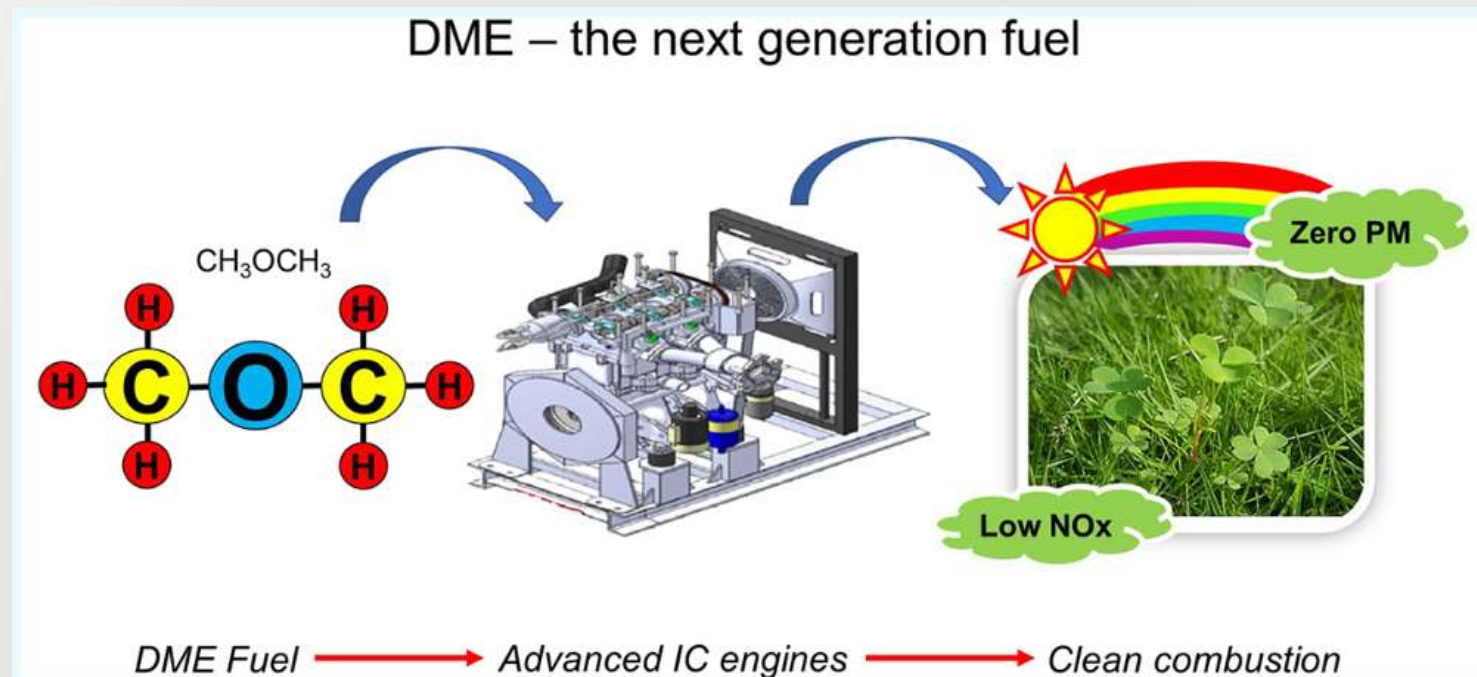 DME – the next generation fuel
CH₃OCH₃
H
H
H
C
O
C
H
H
H
Zero PM
Low NOx
DME Fuel
Advanced IC engines
Clean combustion